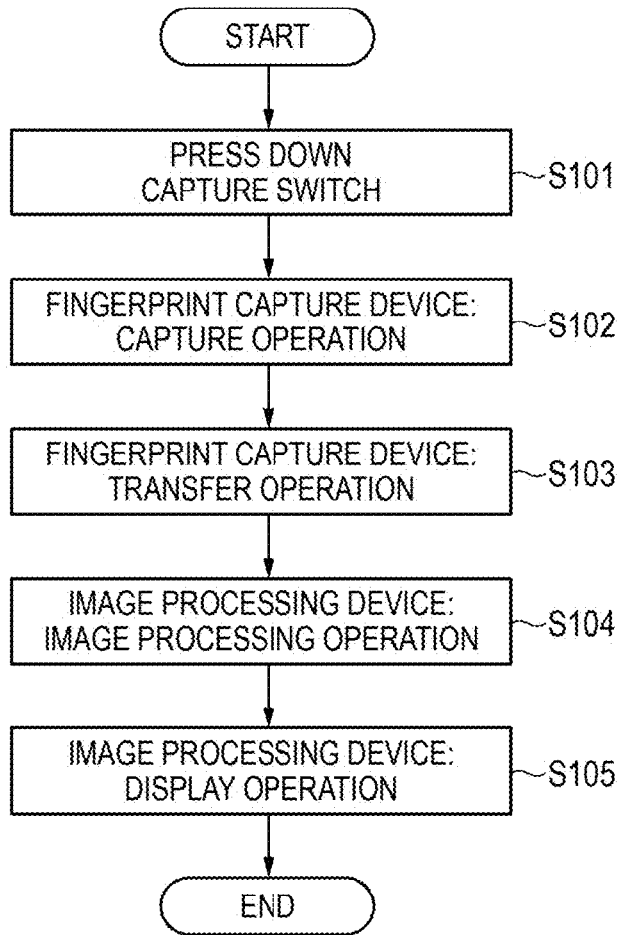 START
PRESS DOWN
CAPTURE SWITCH
S101
FINGERPRINT CAPTURE DEVICE:
CAPTURE OPERATION
S102
FINGERPRINT CAPTURE DEVICE:
TRANSFER OPERATION
S103
IMAGE PROCESSING DEVICE:
IMAGE PROCESSING OPERATION
S104
IMAGE PROCESSING DEVICE:
DISPLAY OPERATION
S105
END